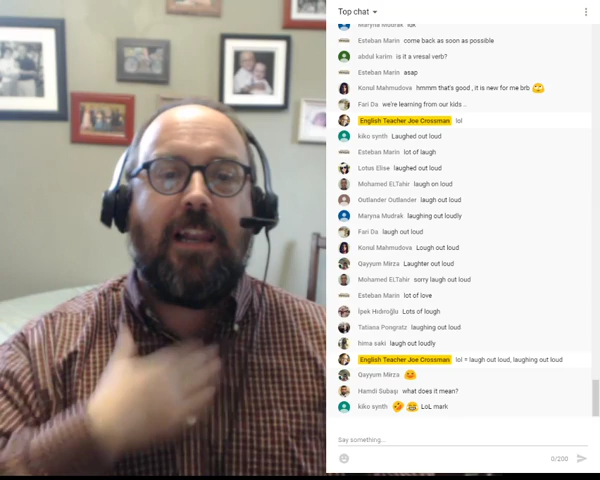 Top chat
Maryna Mudrak lok
Esteban Marin come back as soon as possible
abdul karim is it a vresal verb?
Esteban Marin asap
Konul Mahmudova hmmm that's good , it is new for me brb
Fari Da we're learning from our kids...
English Teacher Joe Crossman lol
kiko synth Laughed out loud
Esteban Marin lot of laugh
Lotus Elise laughed out loud
Mohamed ELTahir laugh on loud
Outlander Outlander laugh out loud
Maryna Mudrak laughing out loudly
Fari Da laugh out loud
Konul Mahmudova Lough out loud
Qayyum Mirza Laughter out loud
Mohamed ELTahir sorry laugh out loud
Esteban Marin lot of love
İpek Hıdıroğlu Lots of lough
Tatiana Pongratz laughing out loud
hima saki laugh out loudly
English Teacher Joe Crossman lol = laugh out loud, laughing out loud
Qayyum Mirza
Hamdi Subaşı what does it mean?
kiko synth LoL mark
Say something...
0/200